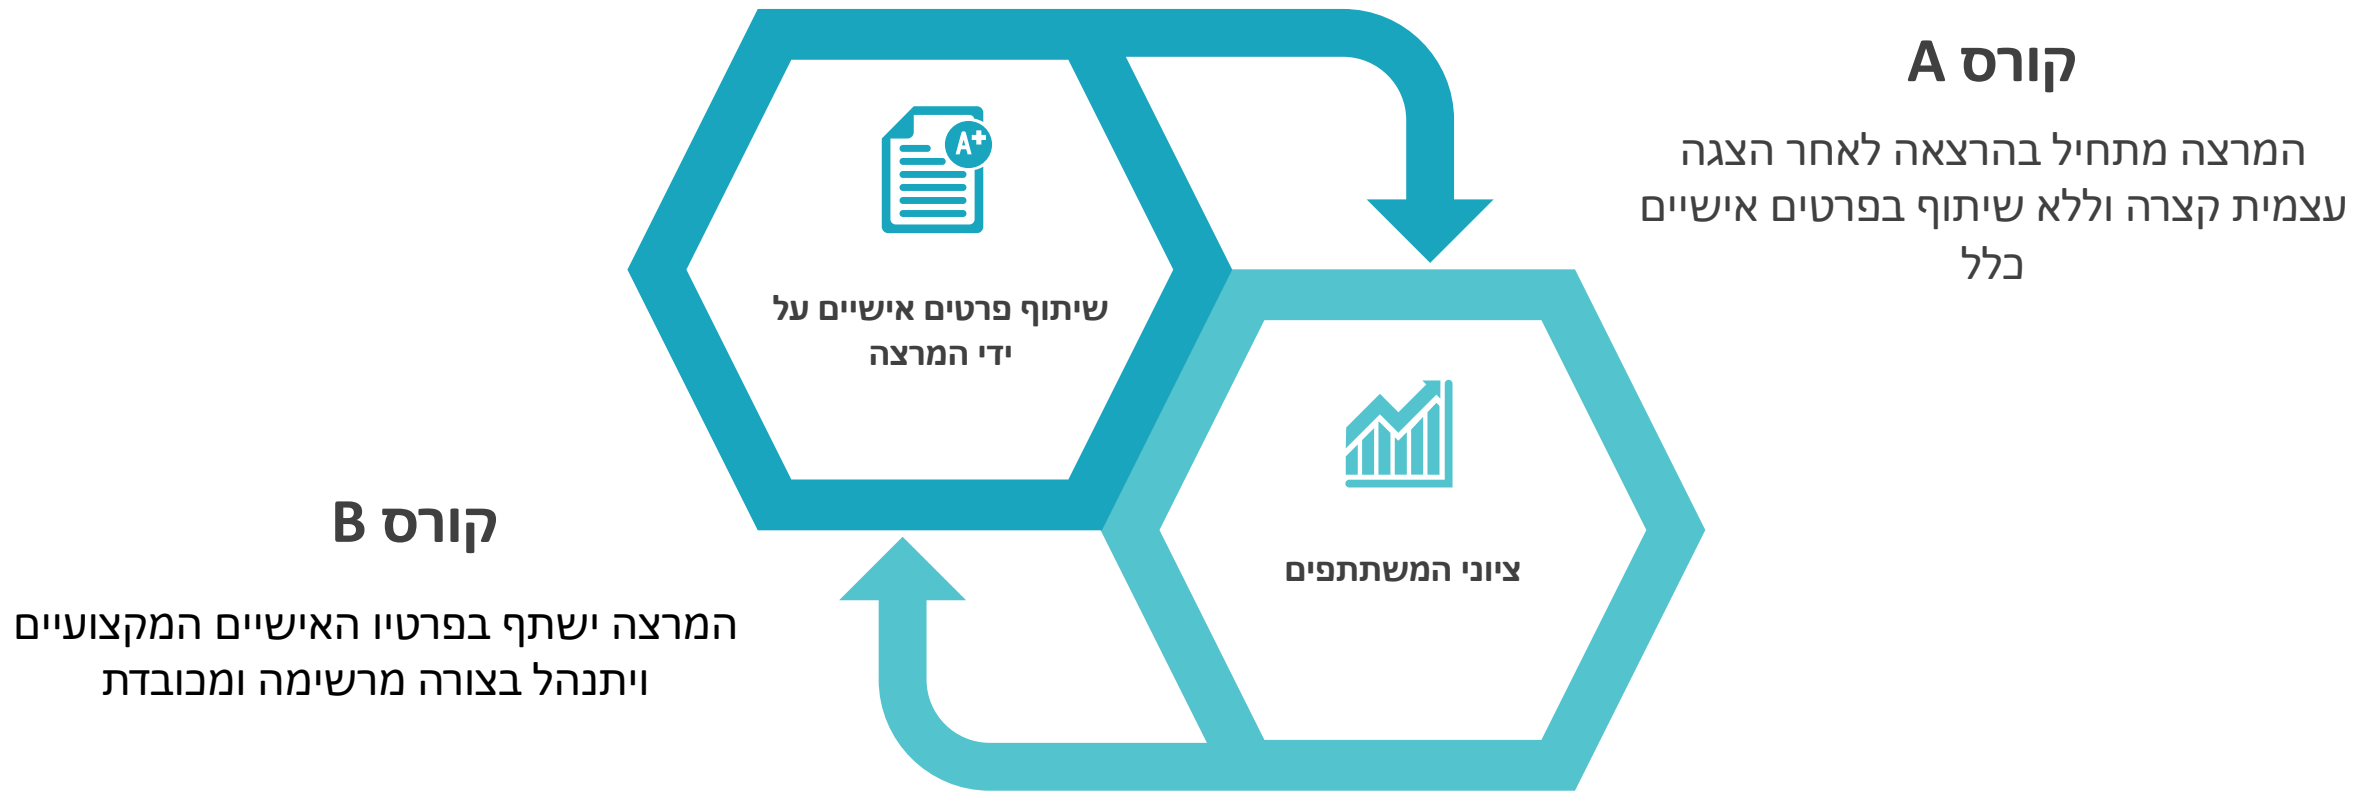 קורס A
המרצה מתחיל בהרצאה לאחר הצגה
עצמית קצרה וללא שיתוף בפרטים אישיים
כלל
A+
שיתוף פרטים אישיים על
ידי המרצה
ציוני המשתתפים
קורס B
המרצה ישתף בפרטיו האישיים המקצועיים
ויתנהל בצורה מרשימה ומכובדת